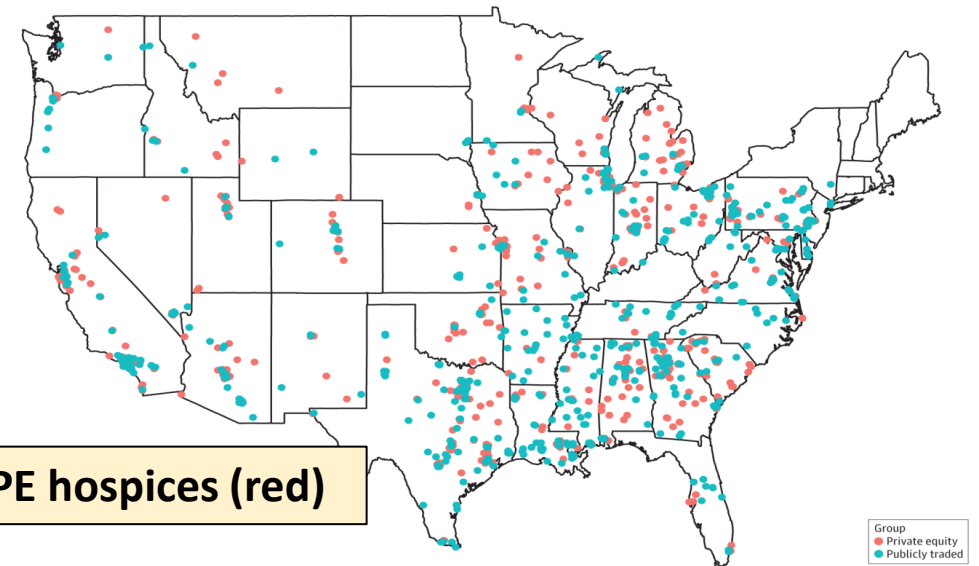 PE hospices (red)
Group
Private equity
Publicly traded